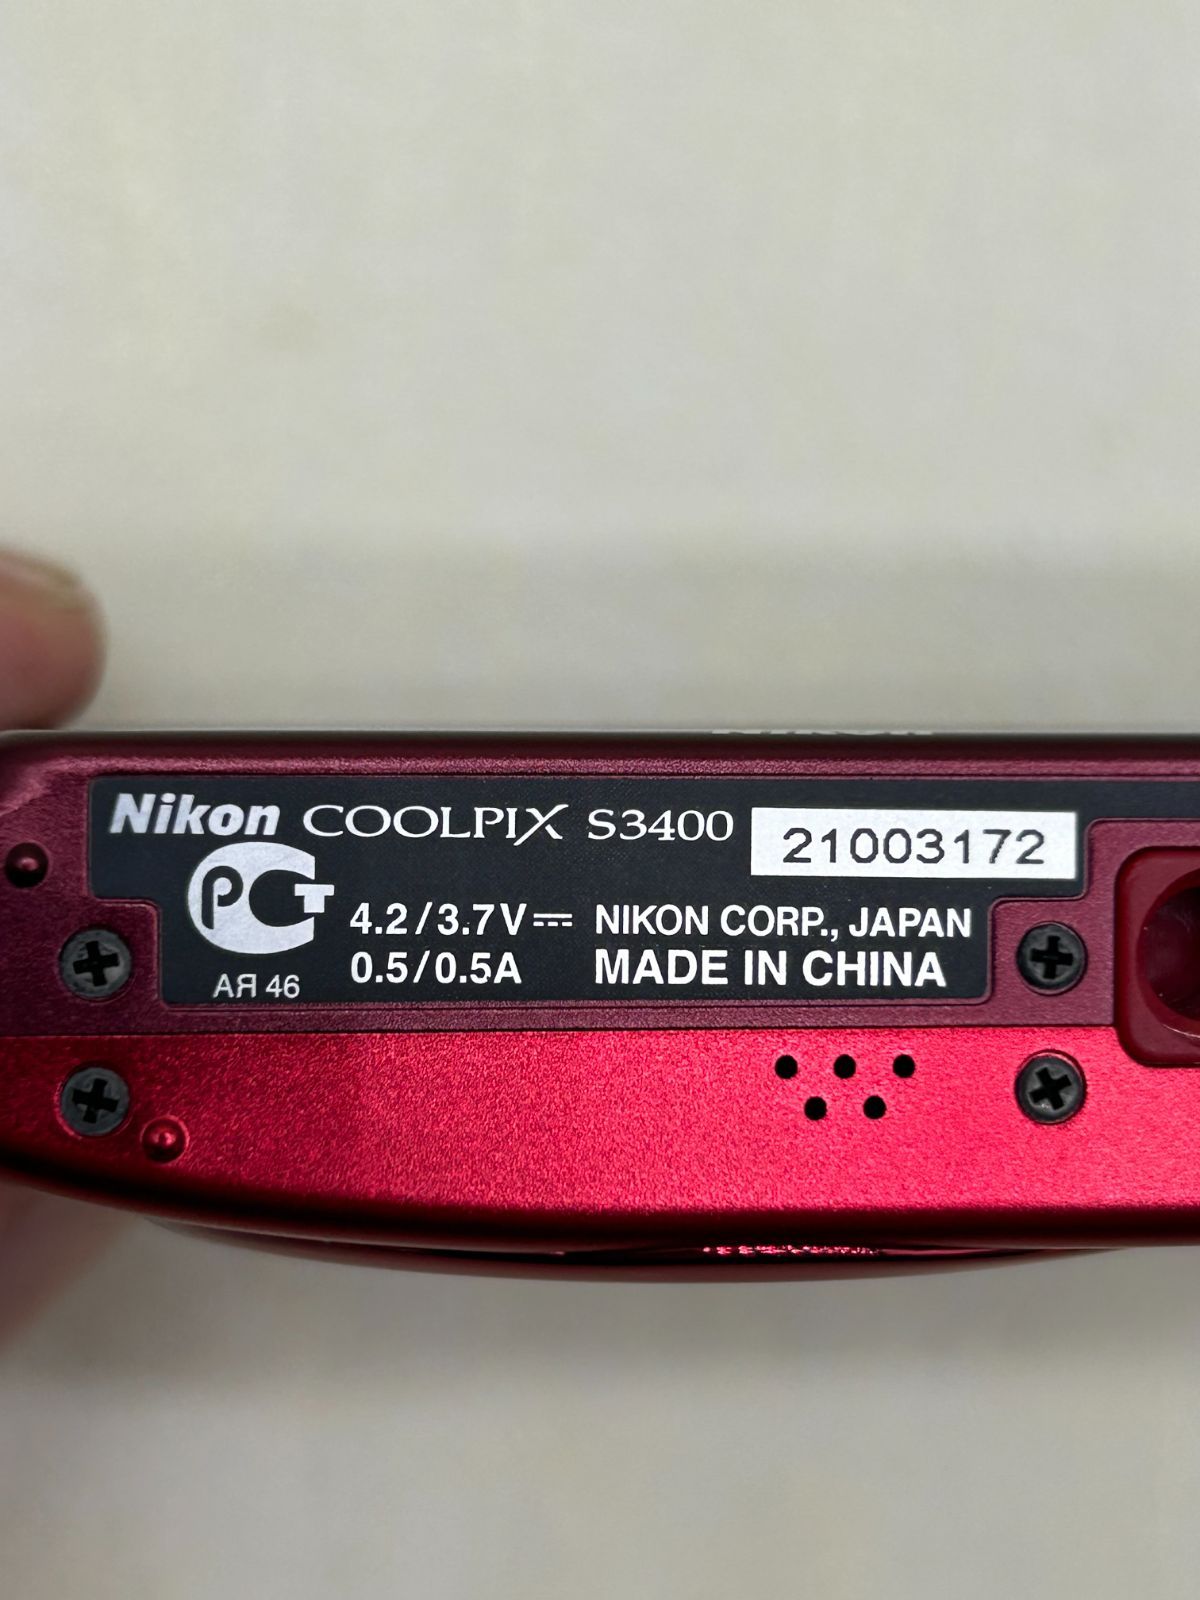 Nikon COOLPIX S3400 21003172
РСТ
4.2/3.7V⎓ NIKON CORP., JAPAN
0.5/0.5A MADE IN CHINA
АЯ 46